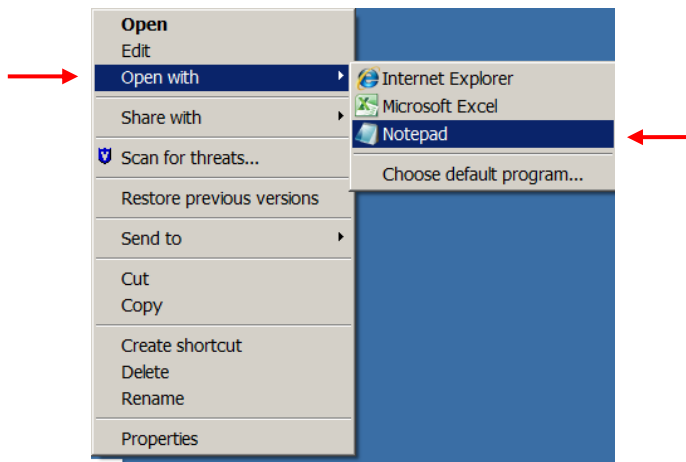 Open
Edit
Open with
Share with
Scan for threats...
Restore previous versions
Send to
Cut
Copy
Create shortcut
Delete
Rename
Properties
Internet Explorer
Microsoft Excel
Notepad
Choose default program...